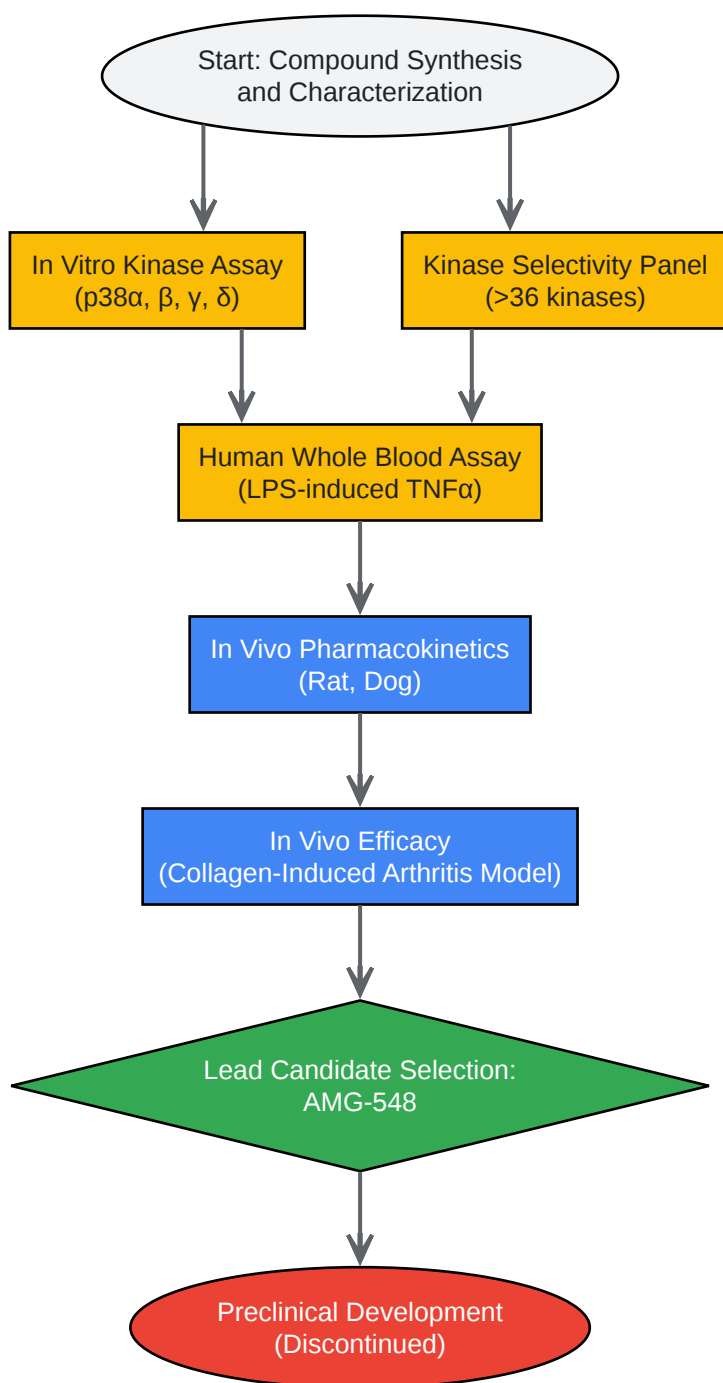 Start: Compound Synthesis
and Characterization
In Vitro Kinase Assay
(p38α, β, γ, δ)
Kinase Selectivity Panel
(>36 kinases)
Human Whole Blood Assay
(LPS-induced TNFα)
In Vivo Pharmacokinetics
(Rat, Dog)
In Vivo Efficacy
(Collagen-Induced Arthritis Model)
Lead Candidate Selection:
AMG-548
Preclinical Development
(Discontinued)